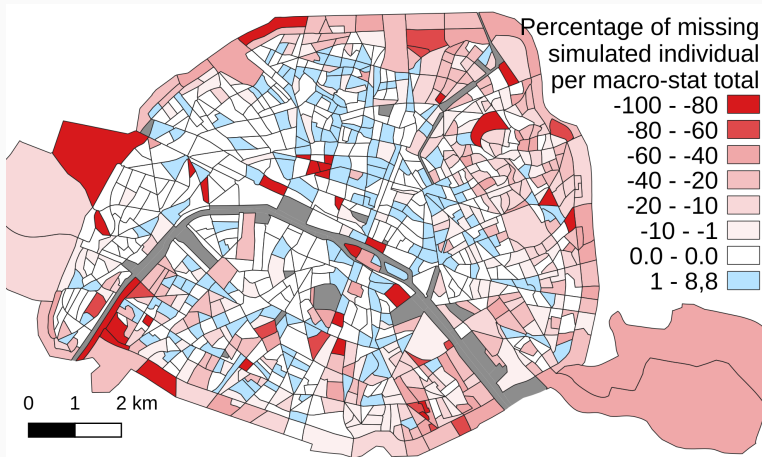 Percentage of missing
simulated individual
per macro-stat total
-100 - -80
-80 - -60
-60 - -40
-40 - -20
-20 - -10
-10 - -1
0.0 - 0.0
1 - 8,8
0 1 2 km